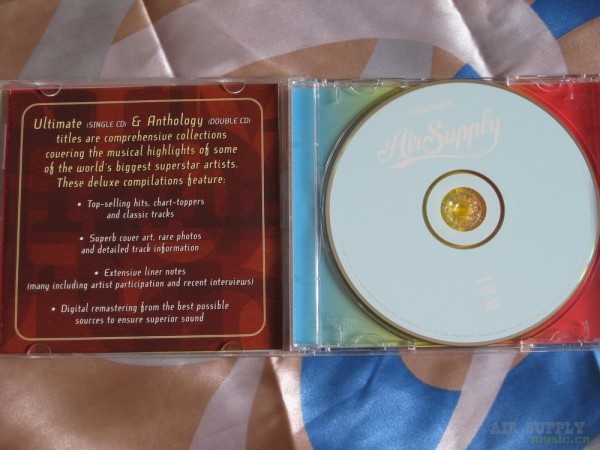 Ultimate (SINGLE CD) & Anthology (DOUBLE CD)
titles are comprehensive collections
covering the musical highlights of some
of the world's biggest superstar artists.
These deluxe compilations feature:
• Top-selling hits, chart-toppers
and classic tracks
• Superb cover art, rare photos
and detailed track information
• Extensive liner notes
(many including artist participation and recent interviews)
• Digital remastering from the best possible
sources to ensure superior sound
Air Supply
AIR SUPPLY
music.cn